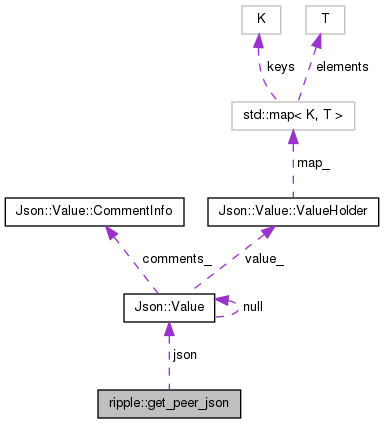 K
T
keys
elements
std::map< K, T >
map_
Json::Value::CommentInfo
Json::Value::ValueHolder
comments_
value_
Json::Value
null
json
ripple::get_peer_json